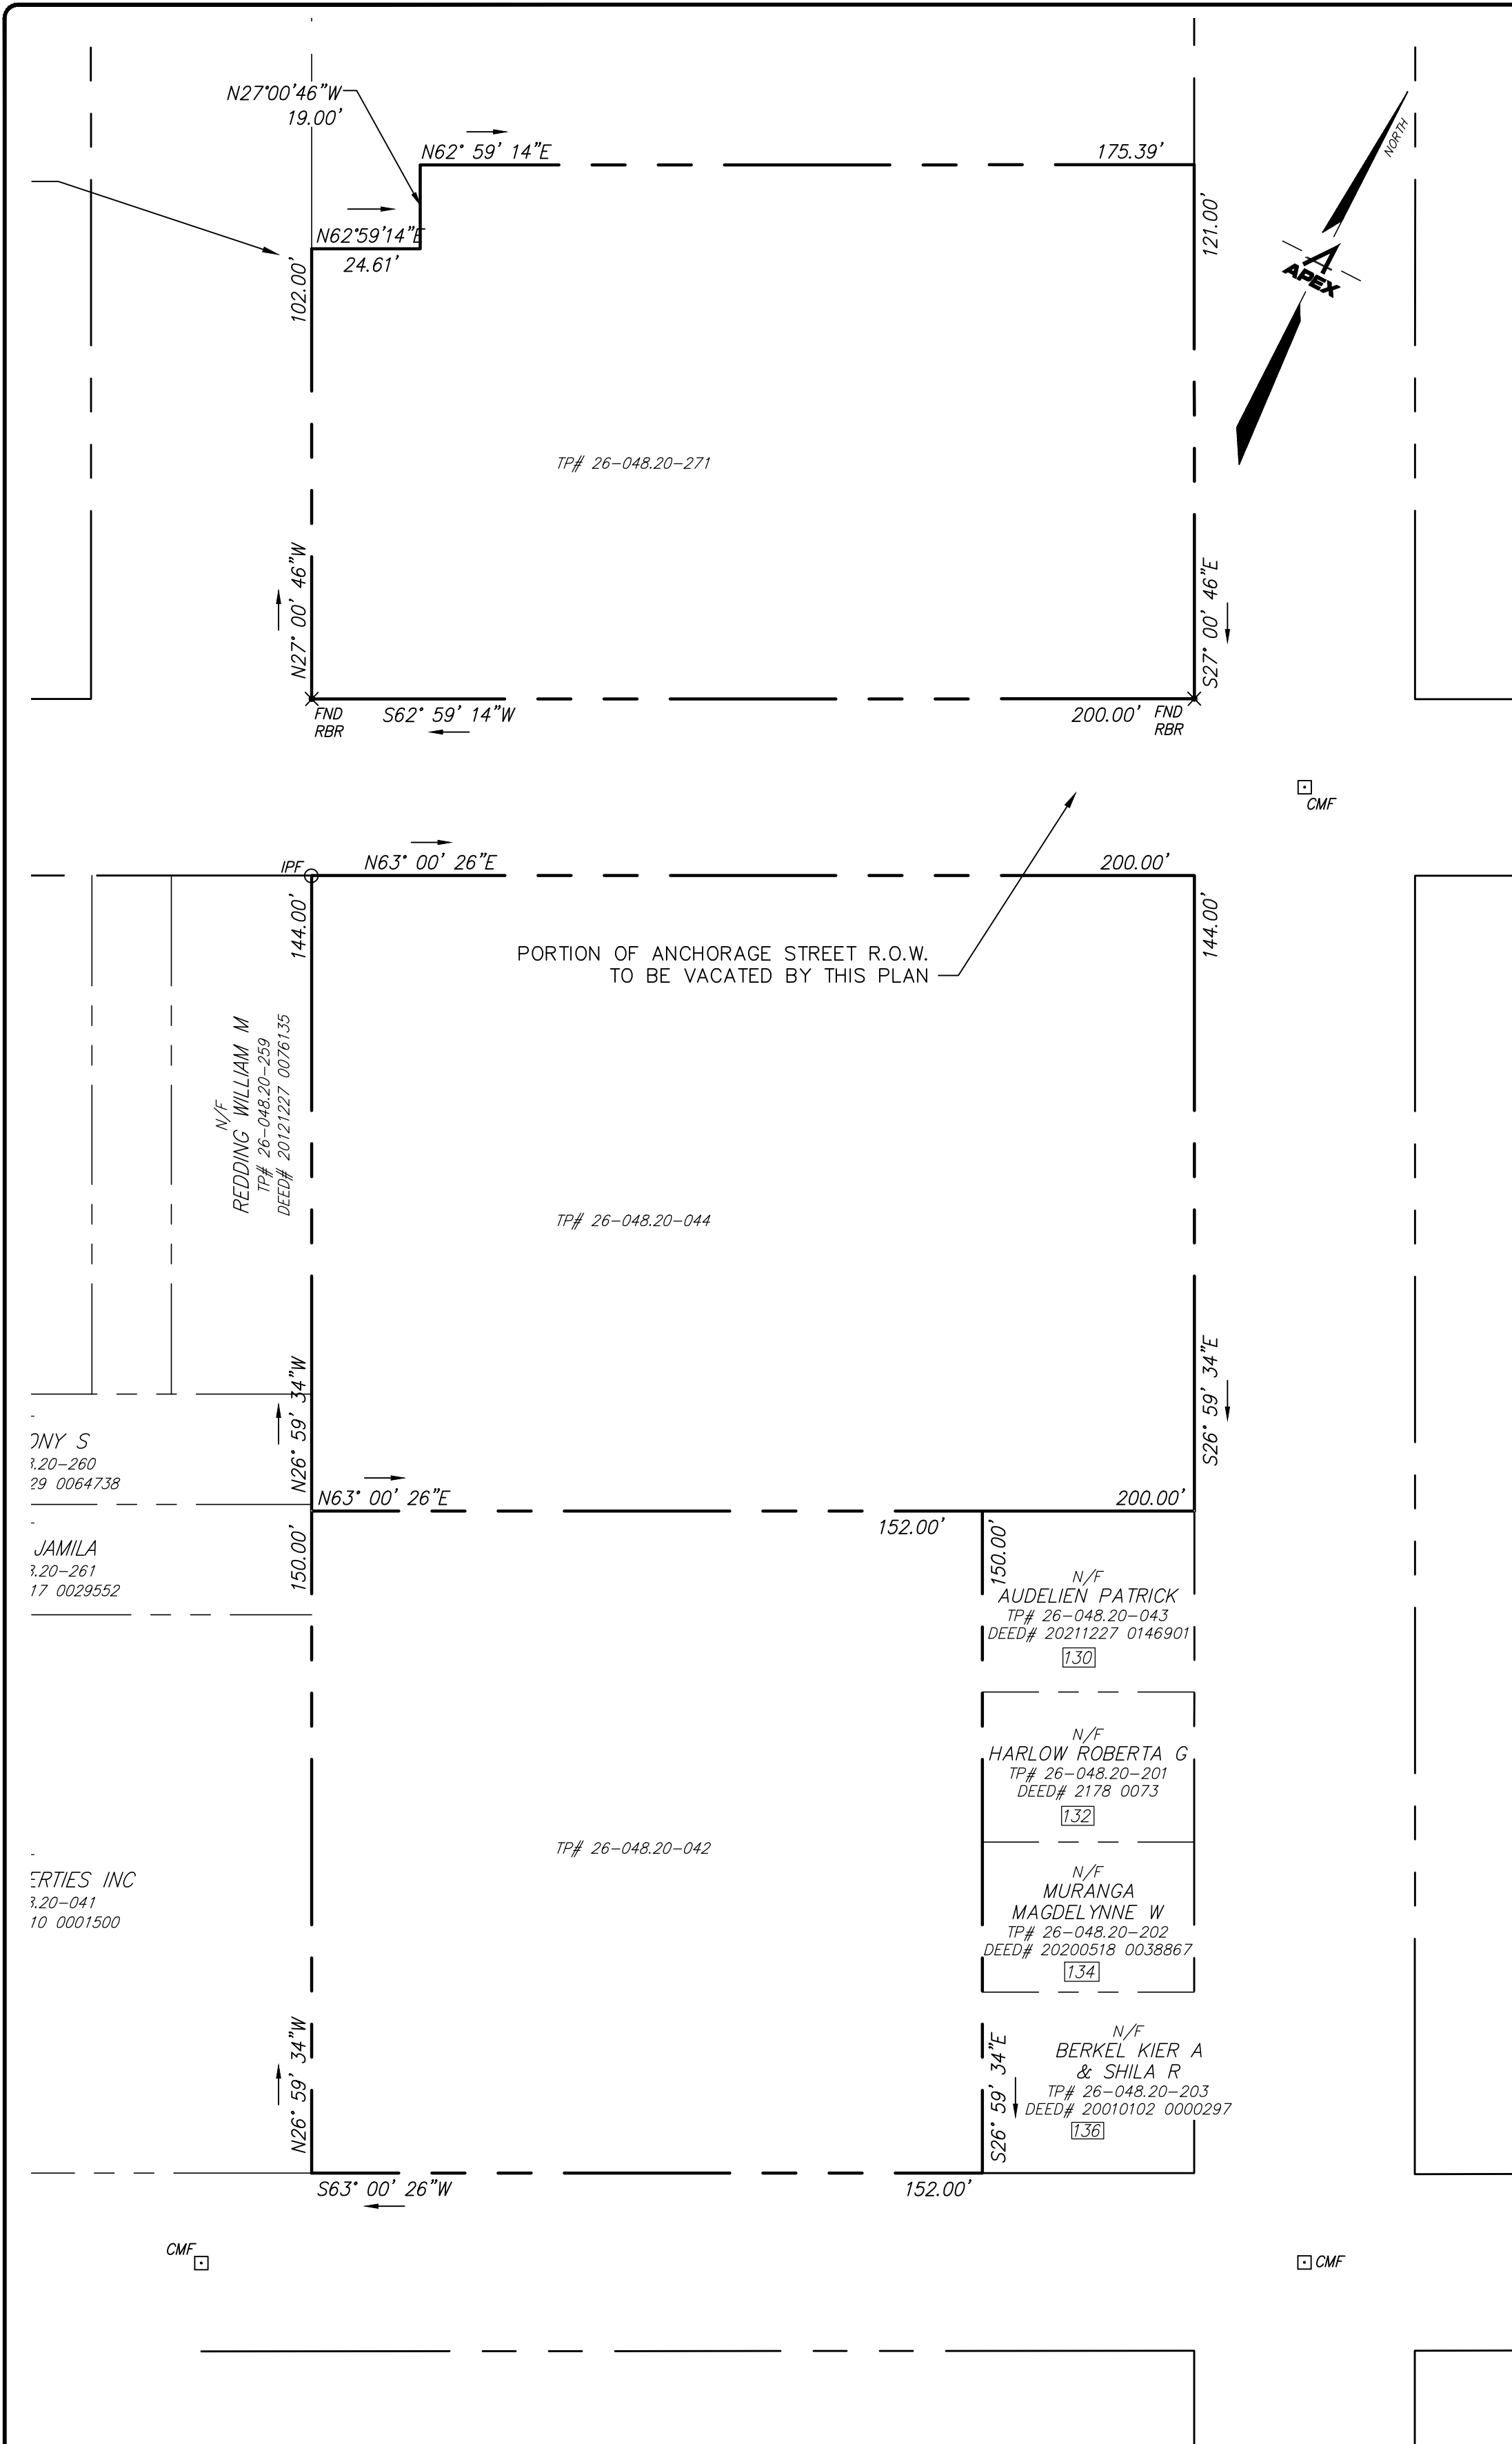 N27°00'46"W
19.00'
N62° 59' 14"E
175.39'
NORTH
APEX
N62°59'14"E
24.61'
102.00'
121.00'
TP# 26-048.20-271
N27° 00' 46"W
S27° 00' 46"E
FND
RBR
S62° 59' 14"W
200.00'
FND
RBR
CMF
IPF
N63° 00' 26"E
200.00'
144.00'
144.00'
PORTION OF ANCHORAGE STREET R.O.W.
TO BE VACATED BY THIS PLAN
N/F
REDDING WILLIAM M
TP# 26-048.20-259
DEED# 20121227 0076135
TP# 26-048.20-044
N26° 59' 34"W
S26° 59' 34"E
ONY S
.20-260
29 0064738
N63° 00' 26"E
200.00'
152.00'
150.00'
150.00'
JAMILA
.20-261
17 0029552
N/F
AUDELIEN PATRICK
TP# 26-048.20-043
DEED# 20211227 0146901
130
N/F
HARLOW ROBERTA G
TP# 26-048.20-201
DEED# 2178 0073
132
TP# 26-048.20-042
ERTIES INC
.20-041
10 0001500
N/F
MURANGA
MAGDELYNNE W
TP# 26-048.20-202
DEED# 20200518 0038867
134
N26° 59' 34"W
S26° 59' 34"E
N/F
BERKEL KIER A
& SHILA R
TP# 26-048.20-203
DEED# 20010102 0000297
136
S63° 00' 26"W
152.00'
CMF
CMF